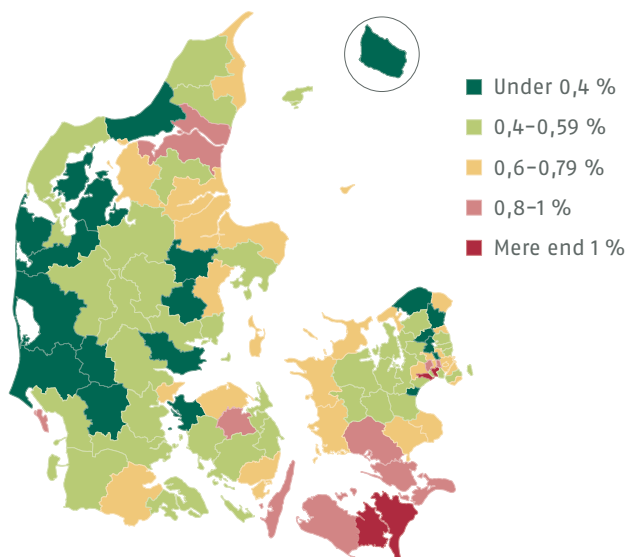 Under 0,4 %
0,4–0,59 %
0,6–0,79 %
0,8–1 %
Mere end 1 %